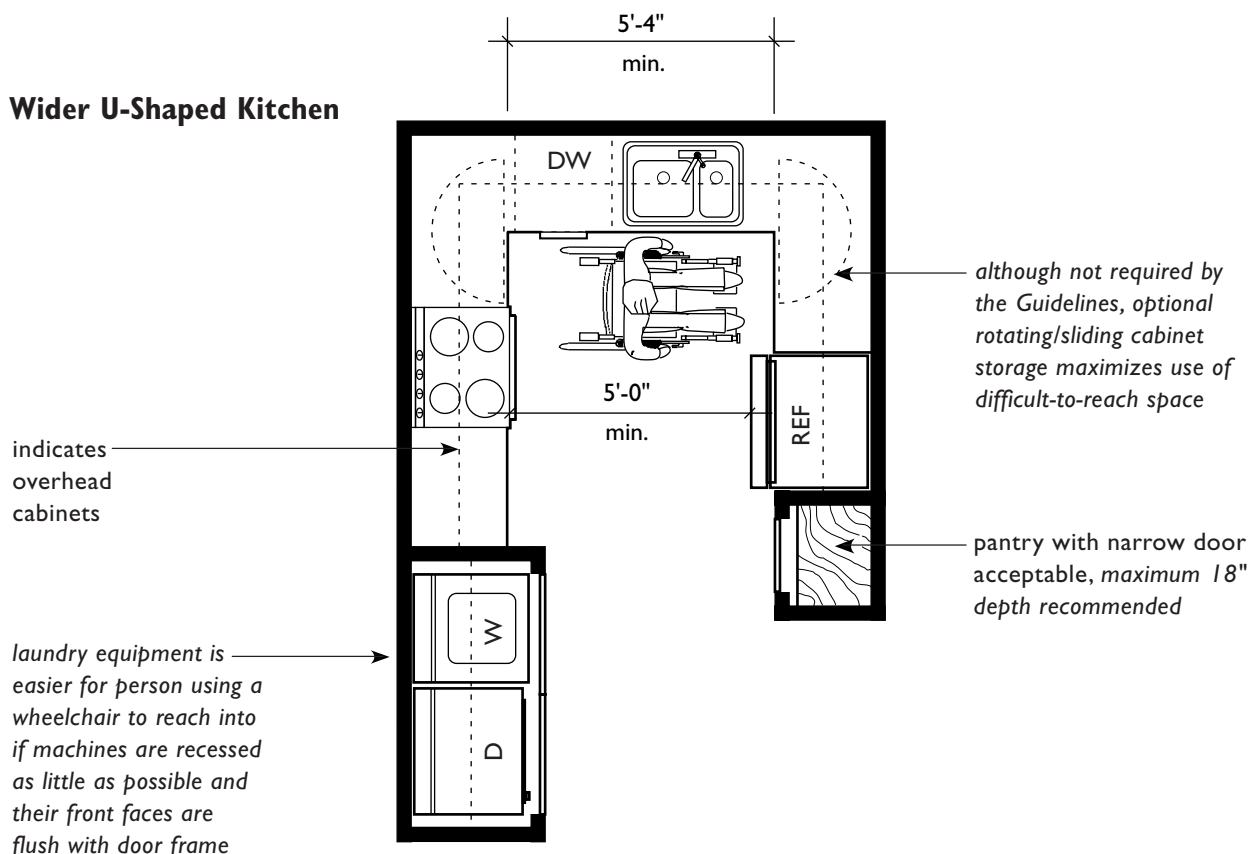 5'-4"
min.
Wider U-Shaped Kitchen
DW
although not required by
the Guidelines, optional
rotating/sliding cabinet
storage maximizes use of
difficult-to-reach space
5'-0"
min.
REF
indicates
overhead
cabinets
pantry with narrow door
acceptable, maximum 18"
depth recommended
W
D
laundry equipment is
easier for person using a
wheelchair to reach into
if machines are recessed
as little as possible and
their front faces are
flush with door frame